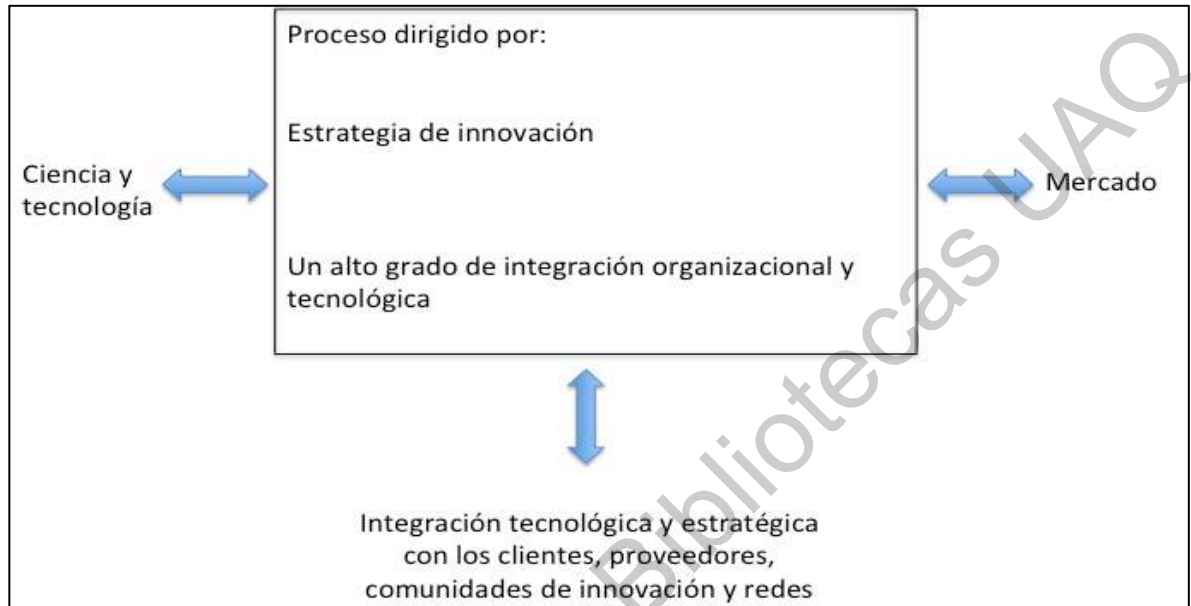 Proceso dirigido por:
Estrategia de innovación
Ciencia y
tecnología
Mercado
Un alto grado de integración organizacional y
tecnológica
Integración tecnológica y estratégica
con los clientes, proveedores,
comunidades de innovación y redes
Bibliotecas UAQ